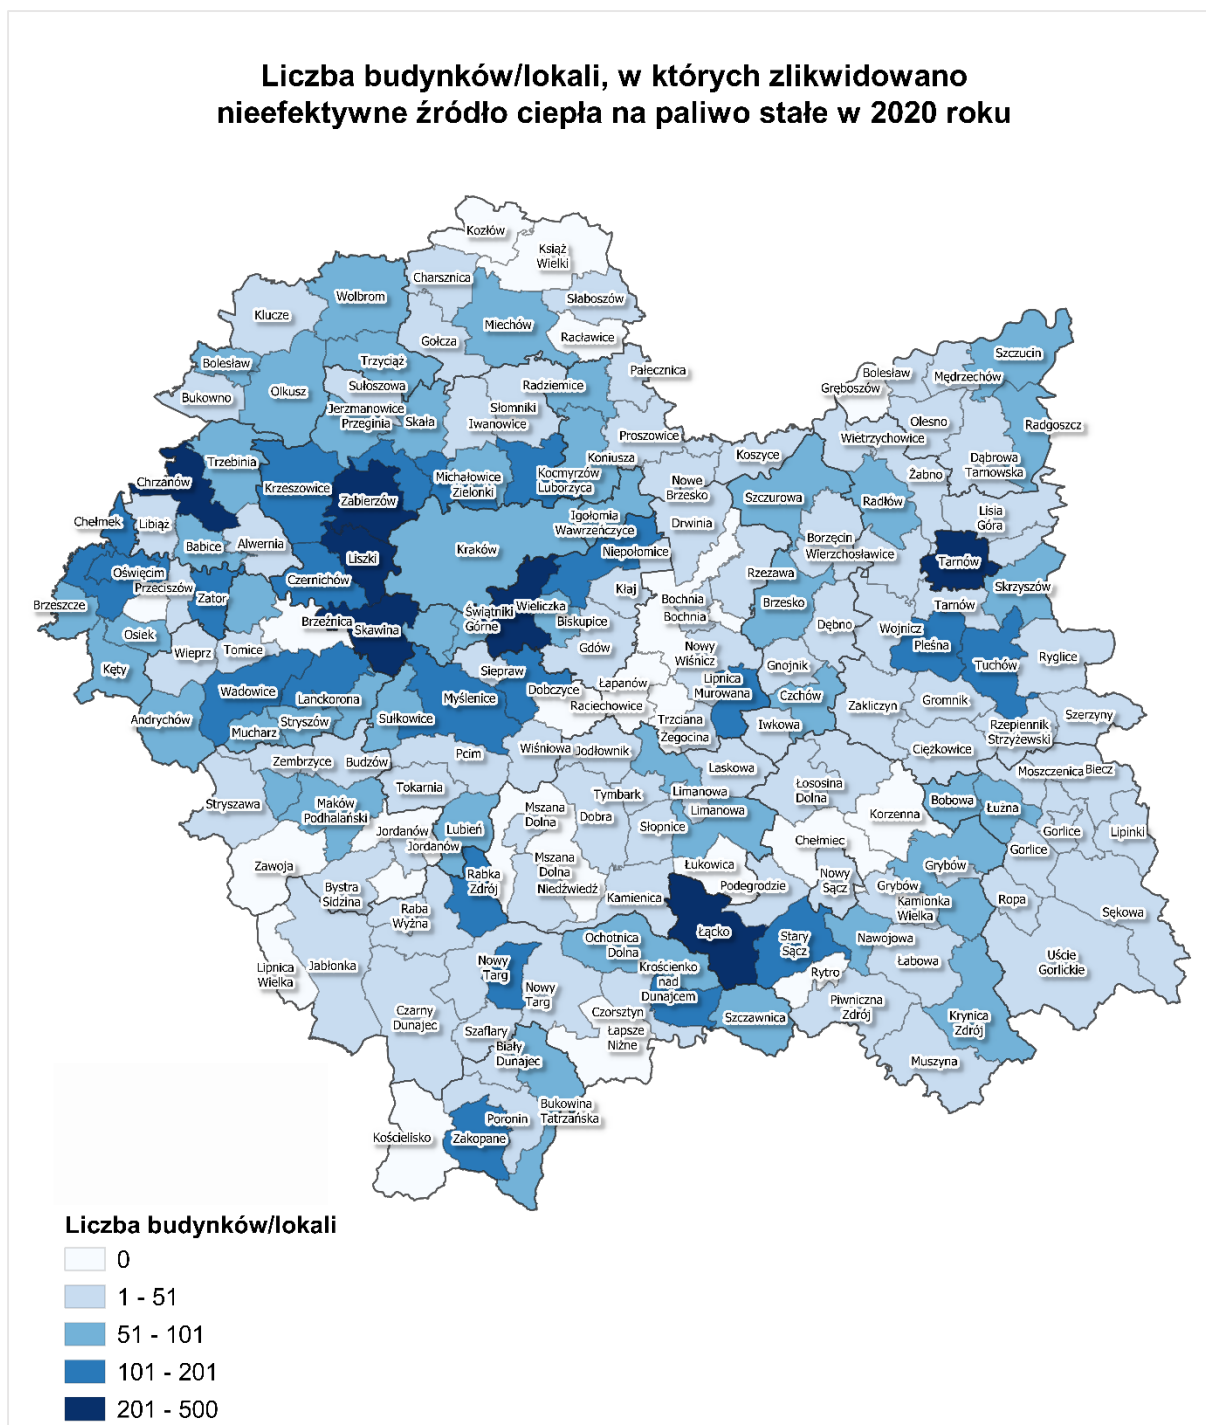 Liczba budynków/lokali, w których zlikwidowano
nieefektywne źródło ciepła na paliwo stałe w 2020 roku
Kozłów
Książ
Wielki
Charsznica
Słaboszów
Wolbrom
Klucze
Miechów
Racławice
Gołcza
Szczucin
Bolesław
Trzyciąż
Pałecznica
Bolesław
Mędrzechów
Sułoszowa
Radziemice
Gręboszów
Bukowno
Olkusz
Jerzmanowice
Przeginia
Skała
Słomniki
Iwanowice
Olesno
Radgoszcz
Proszowice
Wietrzychowice
Trzebinia
Koniusza
Koszyce
Dąbrowa
Tarnowska
Żabno
Chrzanów
Krzeszowice
Zabierzów
Michałowice
Zielonki
Kocmyrzów
Luborzyca
Nowe
Brzesko
Szczurowa
Radłów
Lisia
Góra
Chełmek
Libiąż
Igołomia
Wawrzeńczyce
Drwinia
Borzęcin
Babice
Alwernia
Liszki
Kraków
Niepołomice
Wierzchosławice
Tarnów
Oświęcim
Przeciszów
Czernichów
Rzezawa
Skrzyszów
Brzeszcze
Zator
Kłaj
Bochnia
Brzesko
Tarnów
Brzeźnica
Skawina
Świątniki
Górne
Wieliczka
Biskupice
Bochnia
Dębno
Wojnicz
Osiek
Wieprz
Tomice
Gdów
Nowy
Wiśnicz
Pleśna
Tuchów
Ryglice
Kęty
Siepraw
Gnojnik
Wadowice
Lanckorona
Myślenice
Dobczyce
Łapanów
Lipnica
Murowana
Czchów
Raciechowice
Zakliczyn
Gromnik
Andrychów
Mucharz
Stryszów
Sułkowice
Trzciana
Żegocina
Iwkowa
Rzepiennik
Strzyżewski
Szerzyny
Wiśniowa
Jodłownik
Ciężkowice
Zembrzyce
Budzów
Pcim
Laskowa
Moszczenica
Biecz
Stryszawa
Maków
Podhalański
Tokarnia
Tymbark
Limanowa
Łososina
Dolna
Bobowa
Łużna
Mszana
Dolna
Dobra
Limanowa
Korzenna
Jordanów
Jordanów
Lubień
Słopnice
Gorlice
Gorlice
Lipinki
Chełmiec
Zawoja
Mszana
Dolna
Niedźwiedź
Łukowica
Grybów
Bystra
Sidzina
Rabka
Zdrój
Kamienica
Podegrodzie
Nowy
Sącz
Grybów
Kamionka
Wielka
Ropa
Sękowa
Raba
Wyżna
Łącko
Ochotnica
Dolna
Stary
Sącz
Nawojowa
Lipnica
Wielka
Jabłonka
Nowy
Targ
Krościenko
nad
Dunajcem
Łabowa
Uście
Gorlickie
Rytro
Nowy
Targ
Czarny
Dunajec
Czorsztyn
Szczawnica
Piwniczna
Zdrój
Krynica
Zdrój
Szaflary
Łapsze
Niżne
Biały
Dunajec
Muszyna
Bukowina
Tatrzańska
Poronin
Kościelisko
Zakopane
Liczba budynków/lokali
0
1 - 51
51 - 101
101 - 201
201 - 500